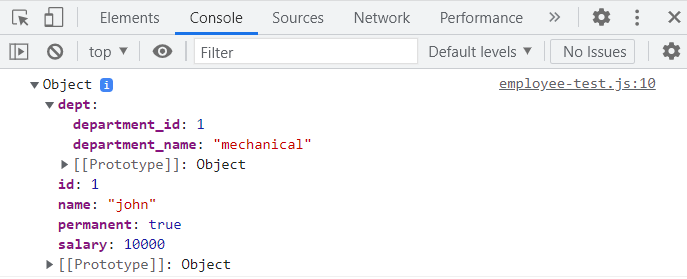 Elements Console Sources Network Performance »
top ▼ Filter Default levels ▼ No Issues
▼Object i employee-test.js:10
▼dept:
department_id: 1
department_name: "mechanical"
▶[[Prototype]]: Object
id: 1
name: "john"
permanent: true
salary: 10000
▶[[Prototype]]: Object